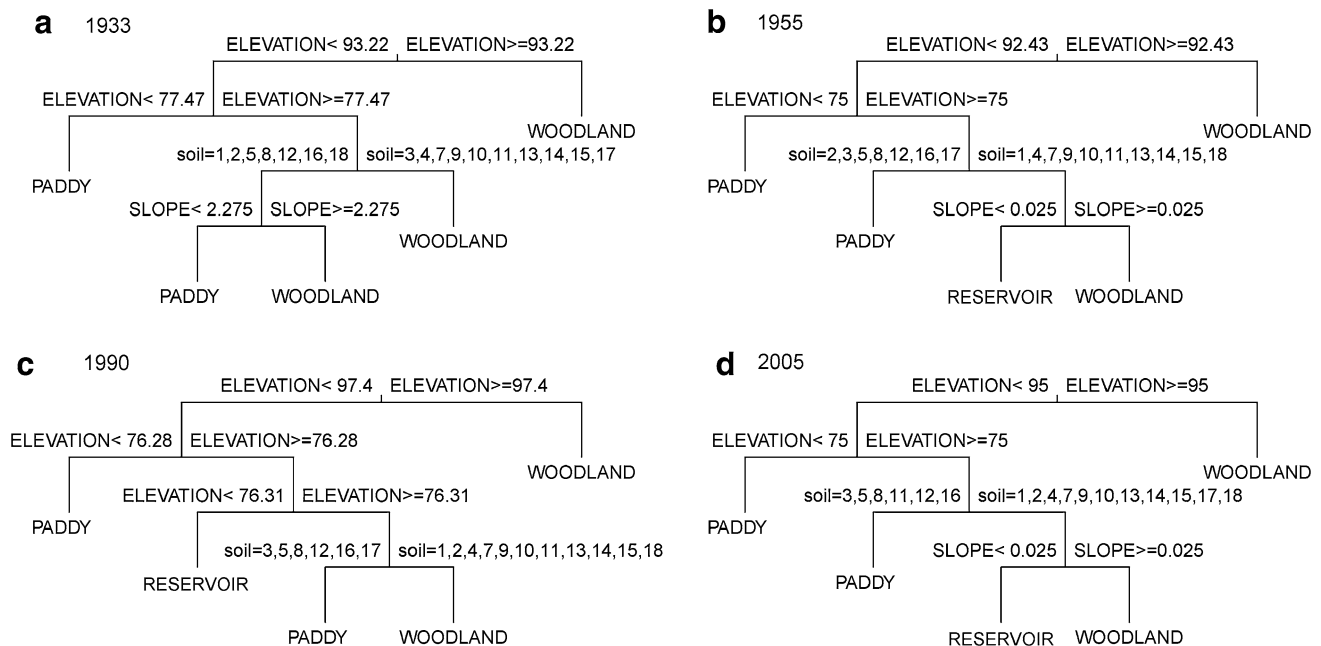 a 1933
ELEVATION< 93.22 ELEVATION>=93.22
ELEVATION< 77.47 ELEVATION>=77.47
WOODLAND
soil=1,2,5,8,12,16,18 soil=3,4,7,9,10,11,13,14,15,17
PADDY
SLOPE< 2.275 SLOPE>=2.275
WOODLAND
PADDY WOODLAND
b 1955
ELEVATION< 92.43 ELEVATION>=92.43
ELEVATION< 75 ELEVATION>=75
WOODLAND
soil=2,3,5,8,12,16,17 soil=1,4,7,9,10,11,13,14,15,18
PADDY
SLOPE< 0.025 SLOPE>=0.025
PADDY
RESERVOIR WOODLAND
c 1990
ELEVATION< 97.4 ELEVATION>=97.4
ELEVATION< 76.28 ELEVATION>=76.28
WOODLAND
ELEVATION< 76.31 ELEVATION>=76.31
PADDY
soil=3,5,8,12,16,17 soil=1,2,4,7,9,10,11,13,14,15,18
RESERVOIR
PADDY WOODLAND
d 2005
ELEVATION< 95 ELEVATION>=95
ELEVATION< 75 ELEVATION>=75
WOODLAND
soil=3,5,8,11,12,16 soil=1,2,4,7,9,10,13,14,15,17,18
PADDY
SLOPE< 0.025 SLOPE>=0.025
PADDY
RESERVOIR WOODLAND